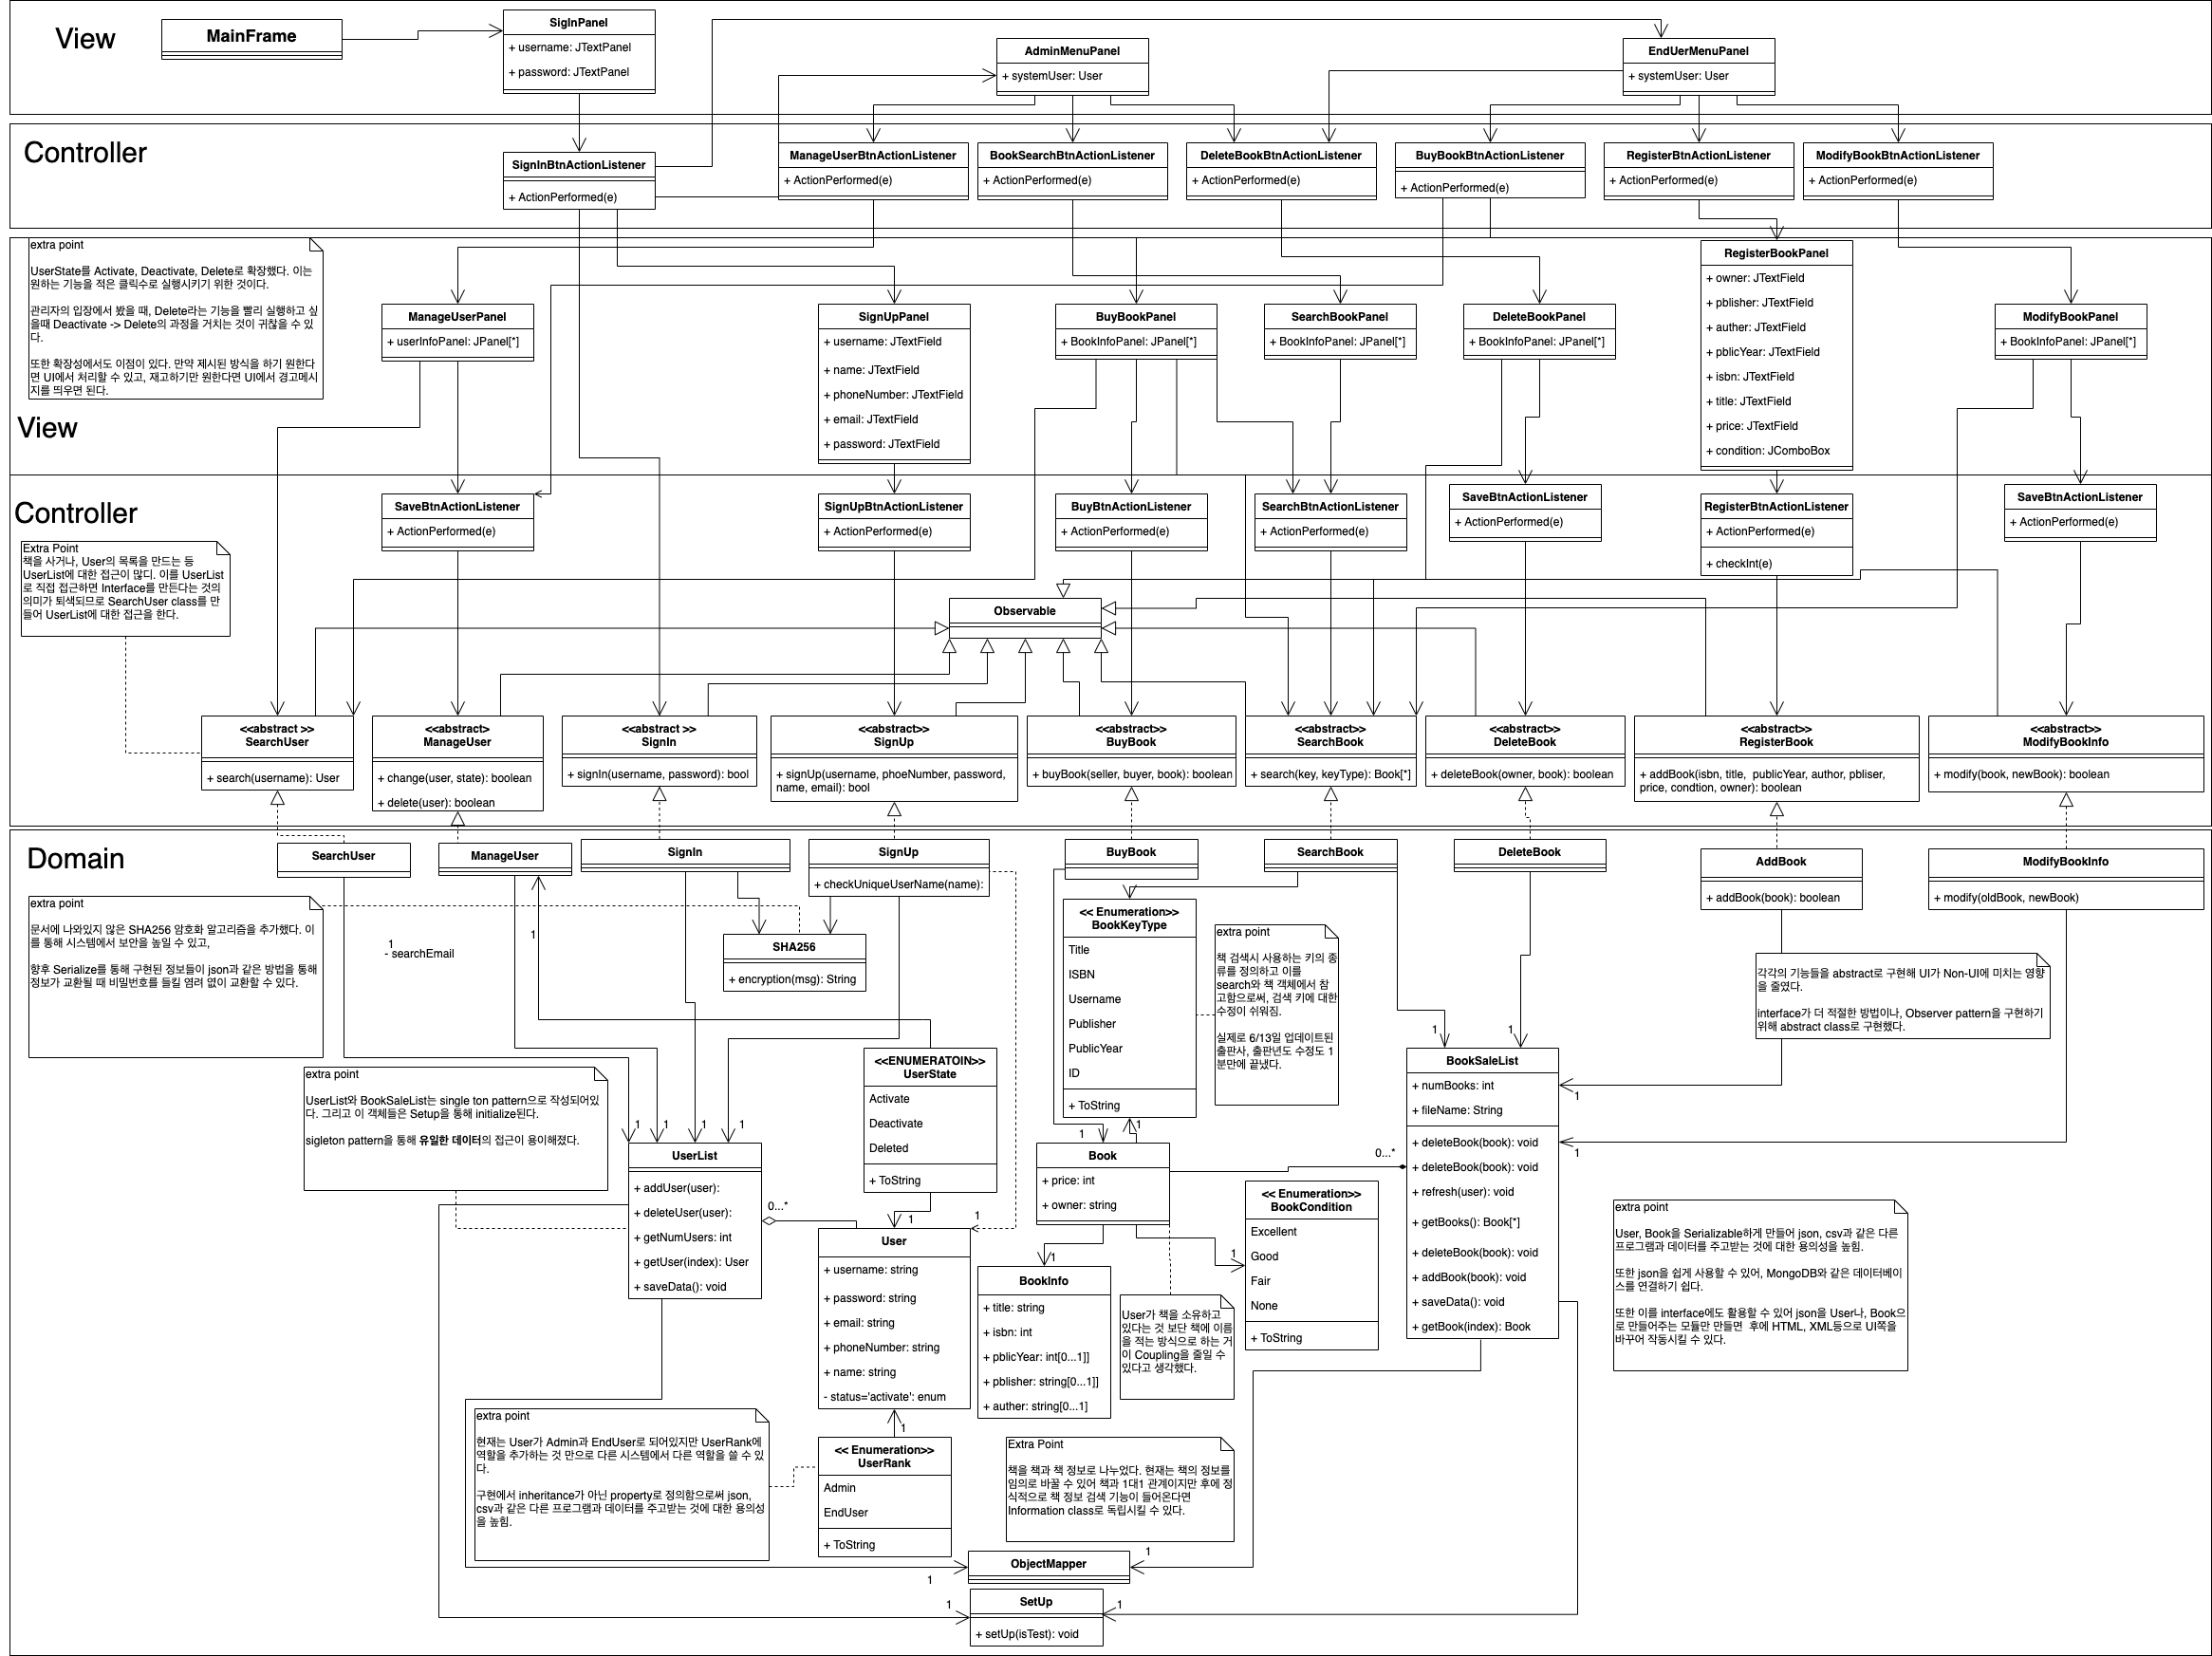 View
MainFrame
SigInPanel
+ username: JTextPanel
+ password: JTextPanel
AdminMenuPanel
+ systemUser: User
EndUerMenuPanel
+ systemUser: User
Controller
SignInBtnActionListener
+ ActionPerformed(e)
ManageUserBtnActionListener
+ ActionPerformed(e)
BookSearchBtnActionListener
+ ActionPerformed(e)
DeleteBookBtnActionListener
+ ActionPerformed(e)
BuyBookBtnActionListener
+ ActionPerformed(e)
RegisterBtnActionListener
+ ActionPerformed(e)
ModifyBookBtnActionListener
+ ActionPerformed(e)
extra point
UserState를 Activate, Deactivate, Delete로 확장했다. 이는
원하는 기능을 적은 클릭수로 실행시키기 위한 것이다.
관리자의 입장에서 봤을 때, Delete라는 기능을 빨리 실행하고 싶
을때 Deactivate -> Delete의 과정을 거치는 것이 귀찮을 수 있
다.
또한 확장성에서도 이점이 있다. 만약 제시된 방식을 하기 원한다
면 UI에서 처리할 수 있고, 재고하기만 원한다면 UI에서 경고메시
지를 띄우면 된다.
View
ManageUserPanel
+ userInfoPanel: JPanel[*]
SignUpPanel
+ username: JTextField
+ name: JTextField
+ phoneNumber: JTextField
+ email: JTextField
+ password: JTextField
BuyBookPanel
+ BookInfoPanel: JPanel[*]
SearchBookPanel
+ BookInfoPanel: JPanel[*]
DeleteBookPanel
+ BookInfoPanel: JPanel[*]
RegisterBookPanel
+ owner: JTextField
+ pblisher: JTextField
+ auther: JTextField
+ pblicYear: JTextField
+ isbn: JTextField
+ title: JTextField
+ price: JTextField
+ condition: JComboBox
ModifyBookPanel
+ BookInfoPanel: JPanel[*]
Controller
Extra Point
책을 사거나, User의 목록을 만드는 등
UserList에 대한 접근이 많디. 이를 UserList
로 직접 접근하면 Interface를 만든다는 것의
의미가 퇴색되므로 SearchUser class를 만
들어 UserList에 대한 접근을 한다.
SaveBtnActionListener
+ ActionPerformed(e)
SignUpBtnActionListener
+ ActionPerformed(e)
BuyBtnActionListener
+ ActionPerformed(e)
SearchBtnActionListener
+ ActionPerformed(e)
SaveBtnActionListener
+ ActionPerformed(e)
RegisterBtnActionListener
+ ActionPerformed(e)
+ checkInt(e)
SaveBtnActionListener
+ ActionPerformed(e)
Observable
<<abstract >>
SearchUser
+ search(username): User
<<abstract>
ManageUser
+ change(user, state): boolean
+ delete(user): boolean
<<abstract >>
SignIn
+ signIn(username, password): bool
<<abstract>>
SignUp
+ signUp(username, phoeNumber, password,
name, email): bool
<<abstract>>
BuyBook
+ buyBook(seller, buyer, book): boolean
<<abstract>>
SearchBook
+ search(key, keyType): Book[*]
<<abstract>>
DeleteBook
+ deleteBook(owner, book): boolean
<<abstract>>
RegisterBook
+ addBook(isbn, title,  publicYear, author, pbliser,
price, condtion, owner): boolean
<<abstract>>
ModifyBookInfo
+ modify(book, newBook): boolean
Domain
SearchUser
ManageUser
SignIn
SignUp
+ checkUniqueUserName(name):
BuyBook
SearchBook
DeleteBook
AddBook
+ addBook(book): boolean
ModifyBookInfo
+ modify(oldBook, newBook)
extra point
문서에 나와있지 않은 SHA256 암호화 알고리즘을 추가했다. 이
를 통해 시스템에서 보안을 높일 수 있고,
향후 Serialize를 통해 구현된 정보들이 json과 같은 방법을 통해
정보가 교환될 때 비밀번호를 들킬 염려 없이 교환할 수 있다.
1
- searchEmail
1
SHA256
+ encryption(msg): String
<< Enumeration>>
BookKeyType
Title
ISBN
Username
Publisher
PublicYear
ID
+ ToString
extra point
책 검색시 사용하는 키의 종
류를 정의하고 이를
search와 책 객체에서 참
고함으로써, 검색 키에 대한
수정이 쉬워짐.
실제로 6/13일 업데이트된
출판사, 출판년도 수정도 1
분만에 끝냈다.
각각의 기능들을 abstract로 구현해 UI가 Non-UI에 미치는 영향
을 줄였다.
interface가 더 적절한 방법이나, Observer pattern을 구현하기
위해 abstract class로 구현했다.
extra point
UserList와 BookSaleList는 single ton pattern으로 작성되어있
다. 그리고 이 객체들은 Setup을 통해 initialize된다.
sigleton pattern을 통해 유일한 데이터의 접근이 용이해졌다.
<<ENUMERATOIN>>
UserState
Activate
Deactivate
Deleted
+ ToString
1
1
BookSaleList
+ numBooks: int
+ fileName: String
+ deleteBook(book): void
+ deleteBook(book): void
+ refresh(user): void
+ getBooks(): Book[*]
+ deleteBook(book): void
+ addBook(book): void
+ saveData(): void
+ getBook(index): Book
1
1
1
1
1
1
UserList
+ addUser(user):
+ deleteUser(user):
+ getNumUsers: int
+ getUser(index): User
+ saveData(): void
0...*
1
1
User
+ username: string
+ password: string
+ email: string
+ phoneNumber: string
+ name: string
- status='activate': enum
1
1
1
Book
+ price: int
+ owner: string
0...*
1
1
BookInfo
+ title: string
+ isbn: int
+ pblicYear: int[0...1]]
+ pblisher: string[0...1]]
+ auther: string[0...1]
User가 책을 소유하고
있다는 것 보단 책에 이름
을 적는 방식으로 하는 거
이 Coupling을 줄일 수
있다고 생각했다.
<< Enumeration>>
BookCondition
Excellent
Good
Fair
None
+ ToString
extra point
User, Book을 Serializable하게 만들어 json, csv과 같은 다른
프로그램과 데이터를 주고받는 것에 대한 용의성을 높힘.
또한 json을 쉽게 사용할 수 있어, MongoDB와 같은 데이터베이
스를 연결하기 쉽다.
또한 이를 interface에도 활용할 수 있어 json을 User나, Book으
로 만들어주는 모듈만 만들면  후에 HTML, XML등으로 UI쪽을
바꾸어 작동시킬 수 있다.
extra point
현재는 User가 Admin과 EndUser로 되어있지만 UserRank에
역할을 추가하는 것 만으로 다른 시스템에서 다른 역할을 쓸 수 있
다.
구현에서 inheritance가 아닌 property로 정의함으로써 json,
csv과 같은 다른 프로그램과 데이터를 주고받는 것에 대한 용의성
을 높힘.
<< Enumeration>>
UserRank
Admin
EndUser
+ ToString
Extra Point
책을 책과 책 정보로 나누었다. 현재는 책의 정보를
임의로 바꿀 수 있어 책과 1대1 관계이지만 후에 정
식적으로 책 정보 검색 기능이 들어온다면
Information class로 독립시킬 수 있다.
ObjectMapper
1
1
SetUp
+ setUp(isTest): void
1
1